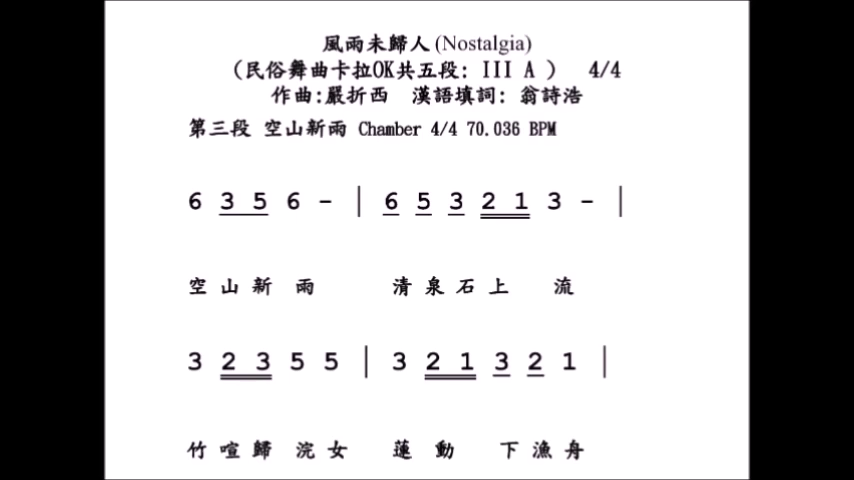 風雨未歸人 (Nostalgia)
(民俗舞曲卡拉OK共五段: III A ) 4/4
作曲:嚴折西 漢語填詞: 翁詩浩
第三段 空山新雨 Chamber 4/4 70.036 BPM
6 3 5 6 – | 6 5 3 2 1 3 – |
空 山 新 雨 清 泉 石 上 流
3 2 3 5 5 | 3 2 1 3 2 1 |
竹 喧 歸 浣 女 蓮 動 下 漁 舟